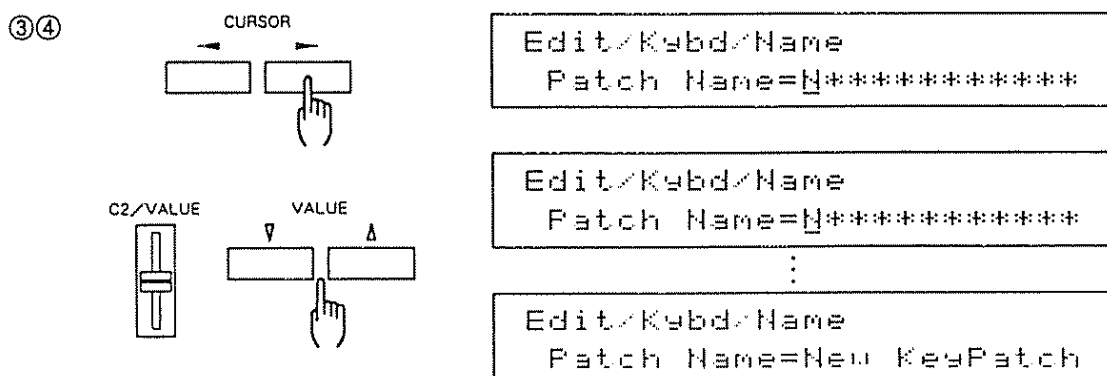 ③④
CURSOR
Edit/Kybd/Name
Patch Name=N***********
C2/VALUE
VALUE
Edit/Kybd/Name
Patch Name=N***********
Edit/Kybd/Name
Patch Name=New KeyPatch